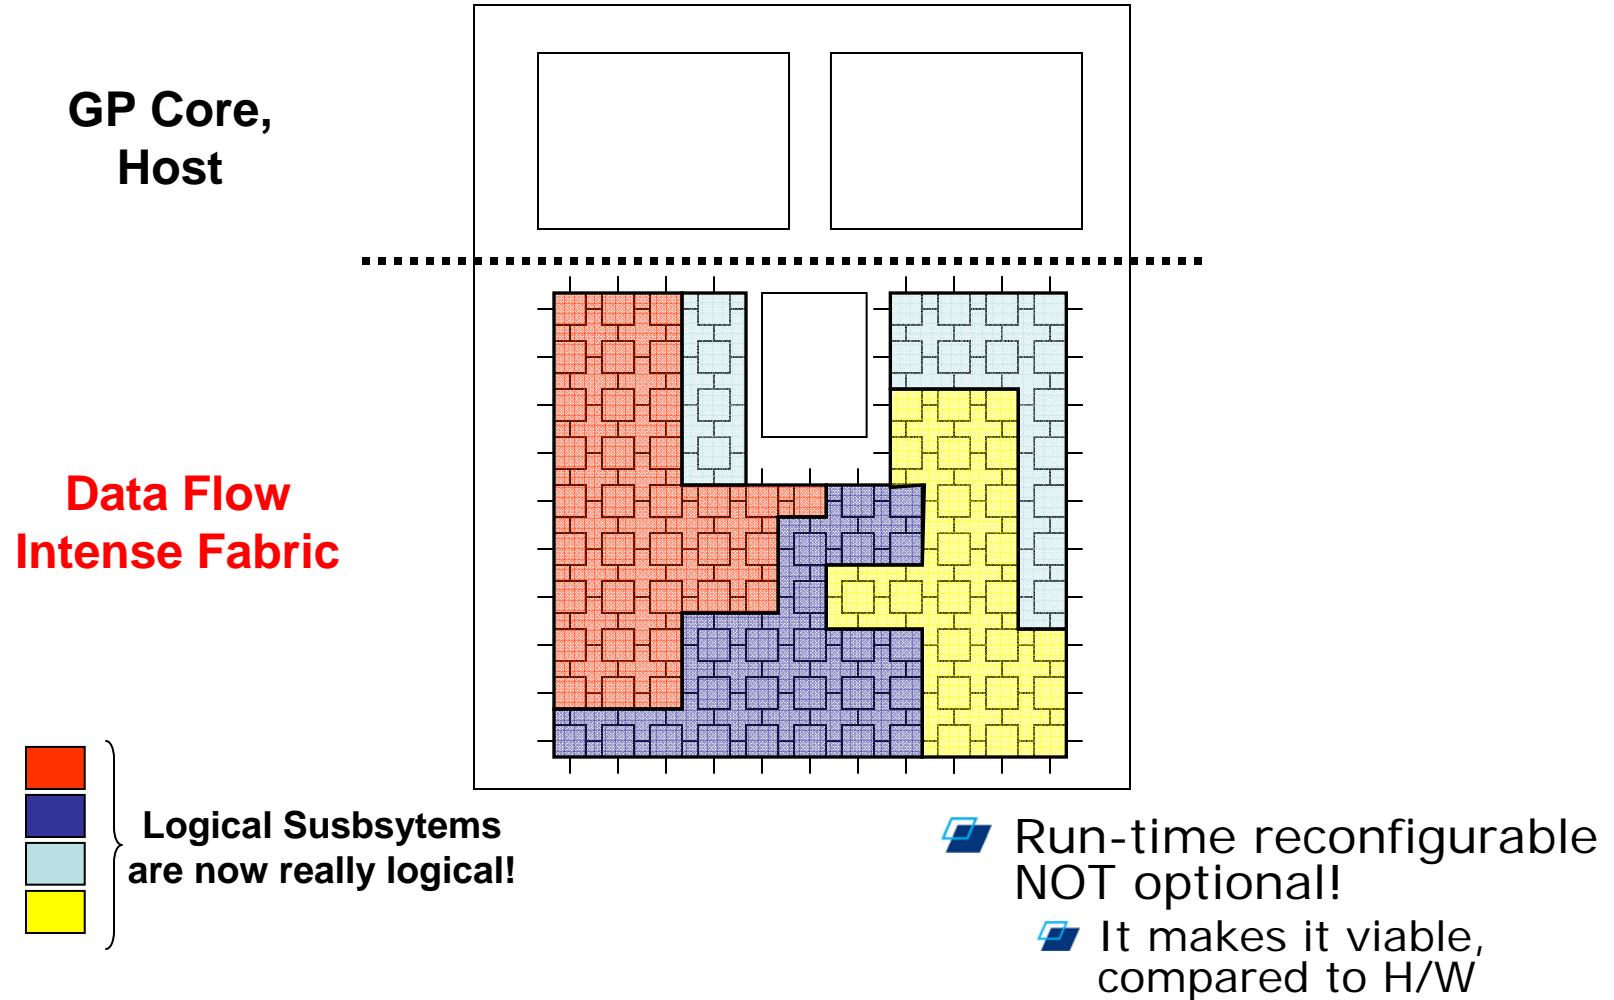 GP Core,
Host
Data Flow
Intense Fabric
Logical Susbsytems
are now really logical!
Run-time reconfigurable
NOT optional!
It makes it viable,
compared to H/W